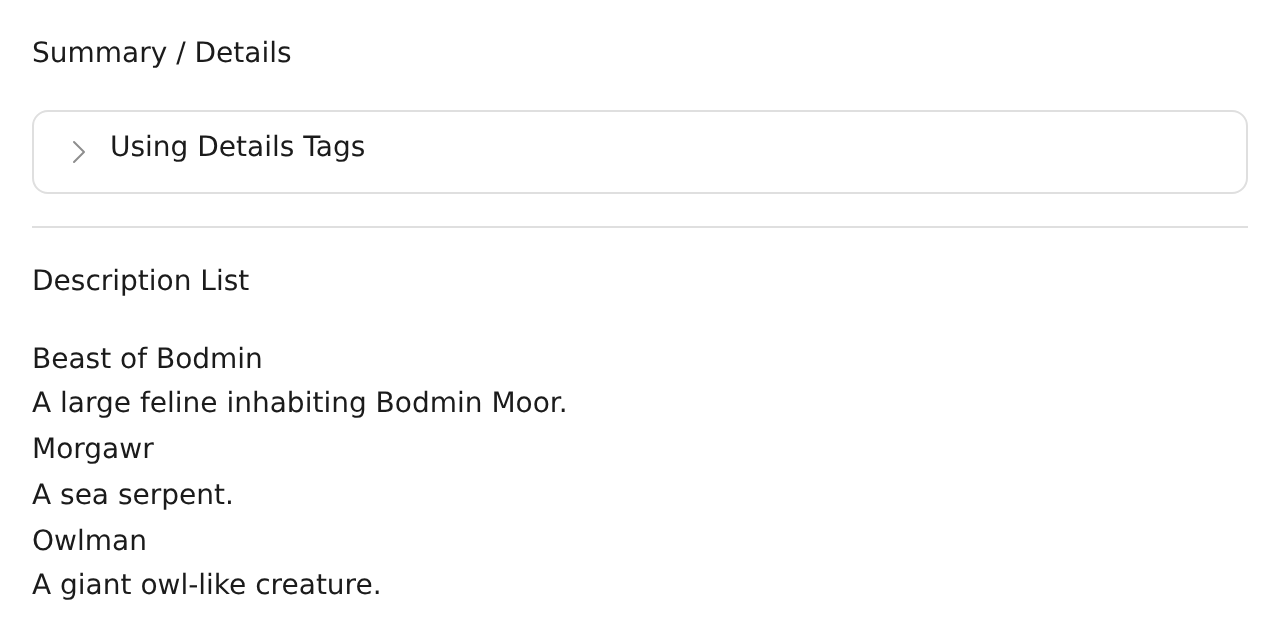 Summary / Details
Using Details Tags
Description List
Beast of Bodmin
A large feline inhabiting Bodmin Moor.
Morgawr
A sea serpent.
Owlman
A giant owl-like creature.